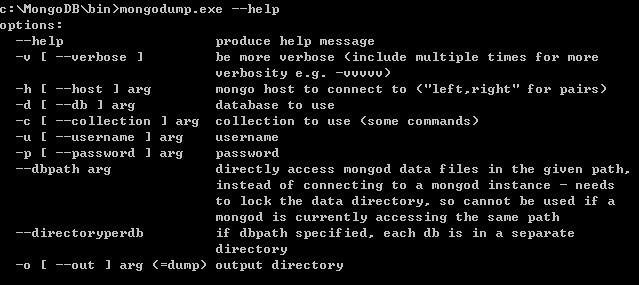 c:\MongoDB\bin>mongodump.exe --help
options:
--help produce help message
-v [ --verbose ] be more verbose (include multiple times for more
verbosity e.g. -vvvvv)
-h [ --host ] arg mongo host to connect to ("left,right" for pairs)
-d [ --db ] arg database to use
-c [ --collection ] arg collection to use (some commands)
-u [ --username ] arg username
-p [ --password ] arg password
--dbpath arg directly access mongod data files in the given path,
instead of connecting to a mongod instance - needs
to lock the data directory, so cannot be used if a
mongod is currently accessing the same path
--directoryperdb if dbpath specified, each db is in a separate
directory
-o [ --out ] arg (=dump) output directory